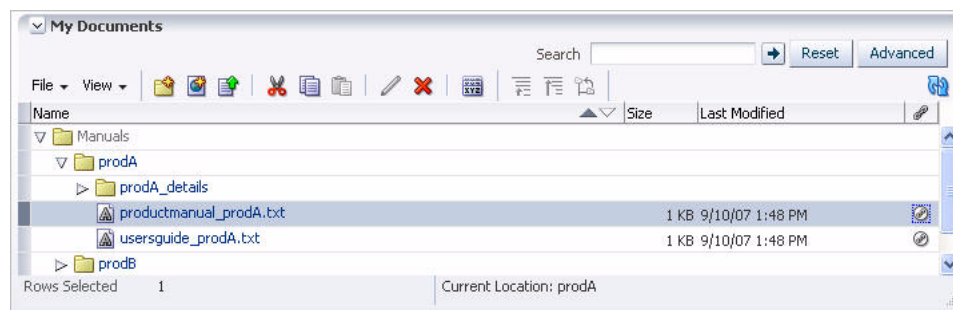 My Documents
Search Reset Advanced
File View
Name Size Last Modified
Manuals
prodA
prodA_details
productmanual_prodA.txt 1 KB 9/10/07 1:48 PM
usersguide_prodA.txt 1 KB 9/10/07 1:48 PM
prodB
Rows Selected 1 Current Location: prodA